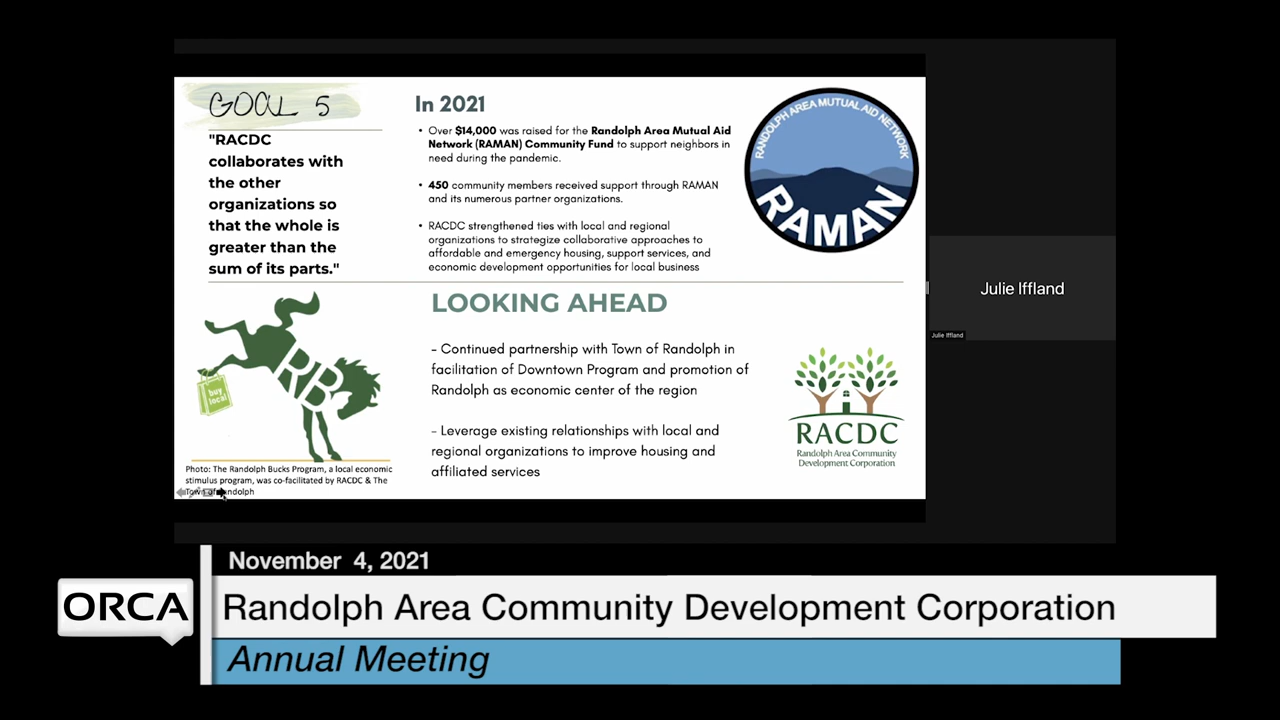 GOAL 5
"RACDC
collaborates with
the other
organizations so
that the whole is
greater than the
sum of its parts."
In 2021
• Over $14,000 was raised for the Randolph Area Mutual Aid
Network (RAMAN) Community Fund to support neighbors in
need during the pandemic.
• 450 community members received support through RAMAN
and its numerous partner organizations.
• RACDC strengthened ties with local and regional
organizations to strategize collaborative approaches to
affordable and emergency housing, support services, and
economic development opportunities for local business
RANDOLPH AREA MUTUAL AID NETWORK
RAMAN
LOOKING AHEAD
- Continued partnership with Town of Randolph in
facilitation of Downtown Program and promotion of
Randolph as economic center of the region
- Leverage existing relationships with local and
regional organizations to improve housing and
affiliated services
RB
buy
local
Photo: The Randolph Bucks Program, a local economic
stimulus program, was co-facilitated by RACDC & The
Town of Randolph
RACDC
Randolph Area Community
Development Corporation
Julie Iffland
Julie Iffland
November 4, 2021
ORCA
Randolph Area Community Development Corporation
Annual Meeting